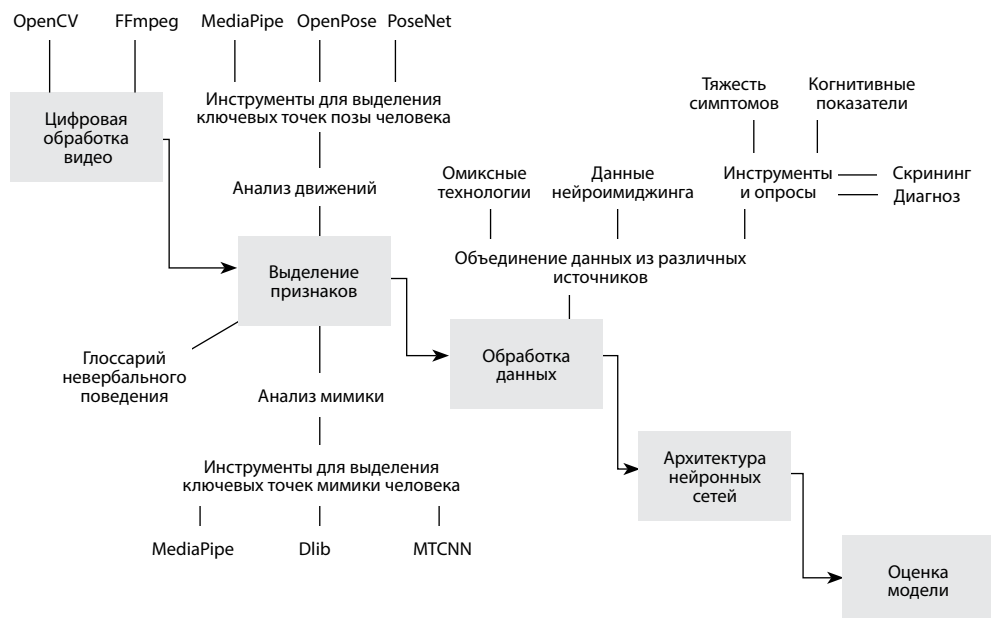 OpenCV
FFmpeg
MediaPipe
OpenPose
PoseNet
Цифровая
обработка
видео
Инструменты для выделения
ключевых точек позы человека
Анализ движений
Тяжесть
симптомов
Когнитивные
показатели
Омиксные
технологии
Данные
нейроимиджинга
Инструменты
и опросы
Скрининг
Диагноз
Выделение
признаков
Объединение данных из различных
источников
Глоссарий
невербального
поведения
Анализ мимики
Обработка
данных
Инструменты для выделения
ключевых точек мимики человека
MediaPipe
Dlib
MTCNN
Архитектура
нейронных
сетей
Оценка
модели